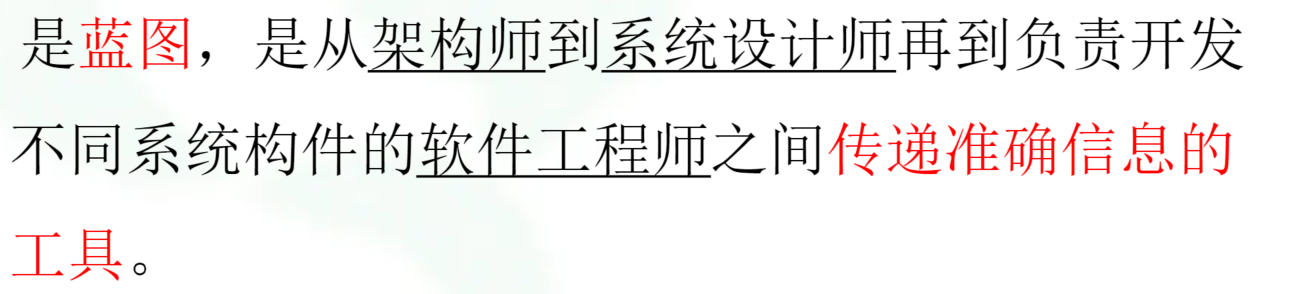 是蓝图，是从架构师到系统设计师再到负责开发
不同系统构件的软件工程师之间传递准确信息的
工具。